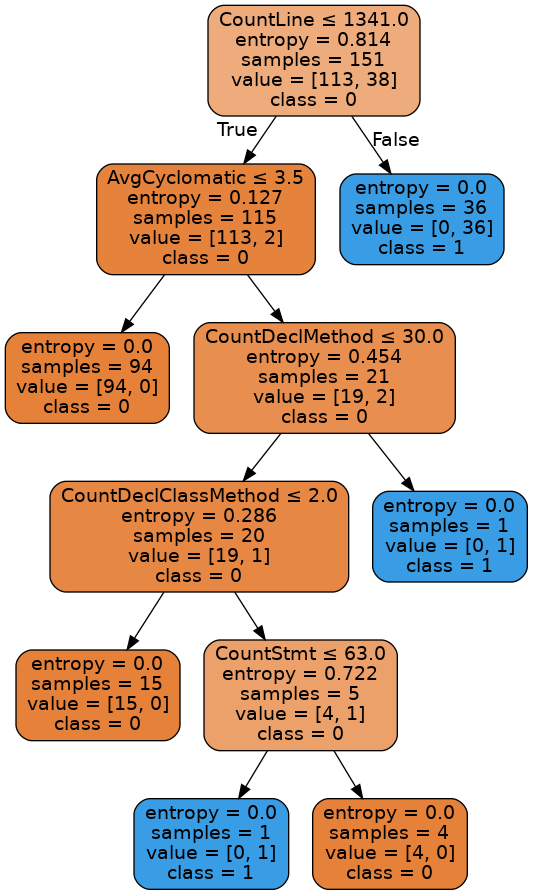 CountLine ≤ 1341.0
entropy = 0.814
samples = 151
value = [113, 38]
class = 0
True
False
AvgCyclomatic ≤ 3.5
entropy = 0.127
samples = 115
value = [113, 2]
class = 0
entropy = 0.0
samples = 36
value = [0, 36]
class = 1
entropy = 0.0
samples = 94
value = [94, 0]
class = 0
CountDeclMethod ≤ 30.0
entropy = 0.454
samples = 21
value = [19, 2]
class = 0
CountDeclClassMethod ≤ 2.0
entropy = 0.286
samples = 20
value = [19, 1]
class = 0
entropy = 0.0
samples = 1
value = [0, 1]
class = 1
entropy = 0.0
samples = 15
value = [15, 0]
class = 0
CountStmt ≤ 63.0
entropy = 0.722
samples = 5
value = [4, 1]
class = 0
entropy = 0.0
samples = 1
value = [0, 1]
class = 1
entropy = 0.0
samples = 4
value = [4, 0]
class = 0